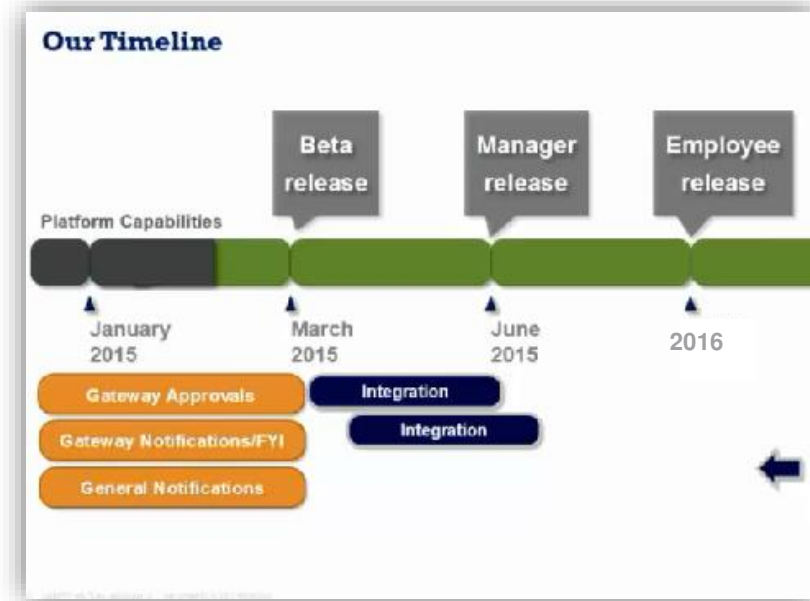 Our Timeline
Beta
release
Manager
release
Employee
release
Platform Capabilities
January
2015
March
2015
June
2015
2016
Gateway Approvals
Integration
Gateway Notifications/FYI
Integration
General Notifications